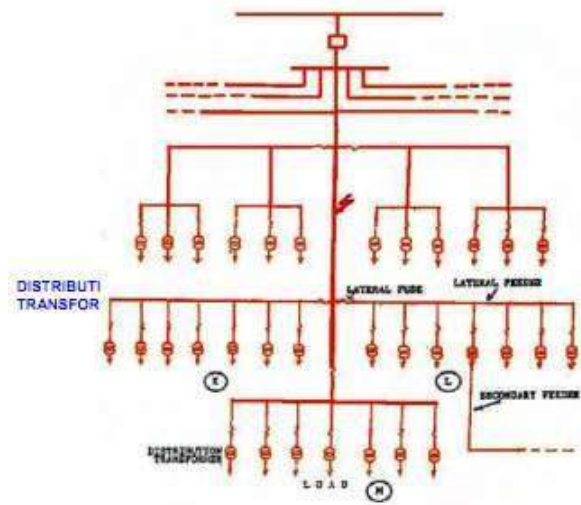 DISTRIBUTI
TRANSFOR
LATERAL FUSE
LATERAL FEEDER
K
L
SECONDARY FEEDER
DISTRIBUTION
TRANSFORMER
LOAD
M